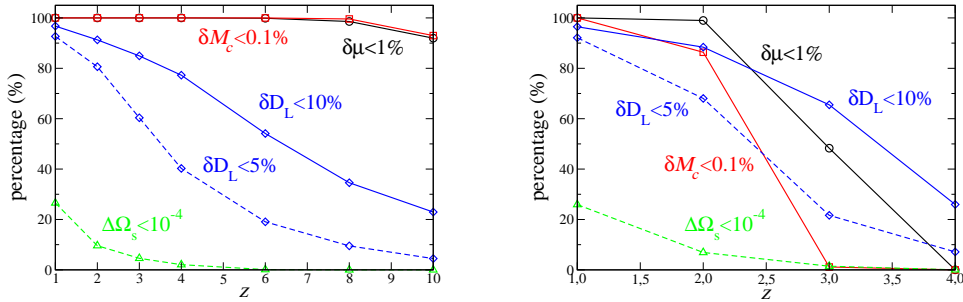 100
80
60
40
20
0
percentage (%)
δM_c<0.1%
δμ<1%
δD_L<10%
δD_L<5%
ΔΩ_s<10^-4
1 2 3 4 5 6 7 8 9 10
z
100
80
60
40
20
0
percentage (%)
δμ<1%
δD_L<5%
δD_L<10%
δM_c<0.1%
ΔΩ_s<10^-4
1,0 1,5 2,0 2,5 3,0 3,5 4,0
z